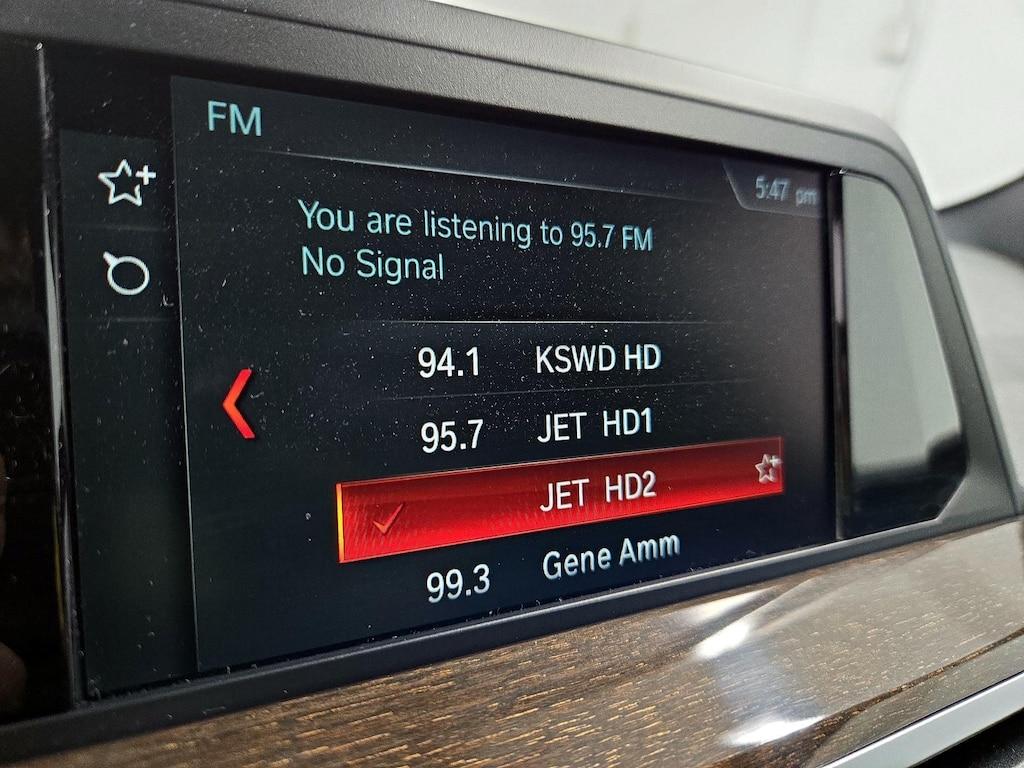 FM
5:47 pm
You are listening to 95.7 FM
No Signal
94.1 KSWD HD
95.7 JET HD1
JET HD2
99.3 Gene Amm